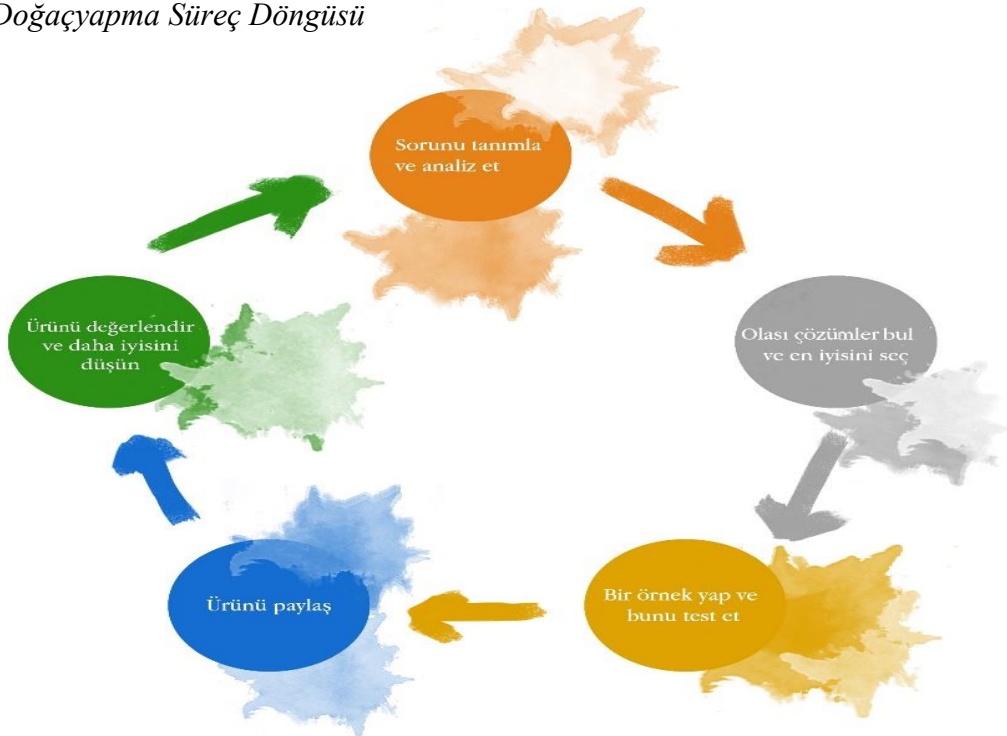 Doğaçyapma Süreç Döngüsü
Sorunu tanımla
ve analiz et
Olası çözümler bul
ve en iyisini seç
Bir örnek yap ve
bunu test et
Ürünü paylaş
Ürünü değerlendir
ve daha iyisini
düşün